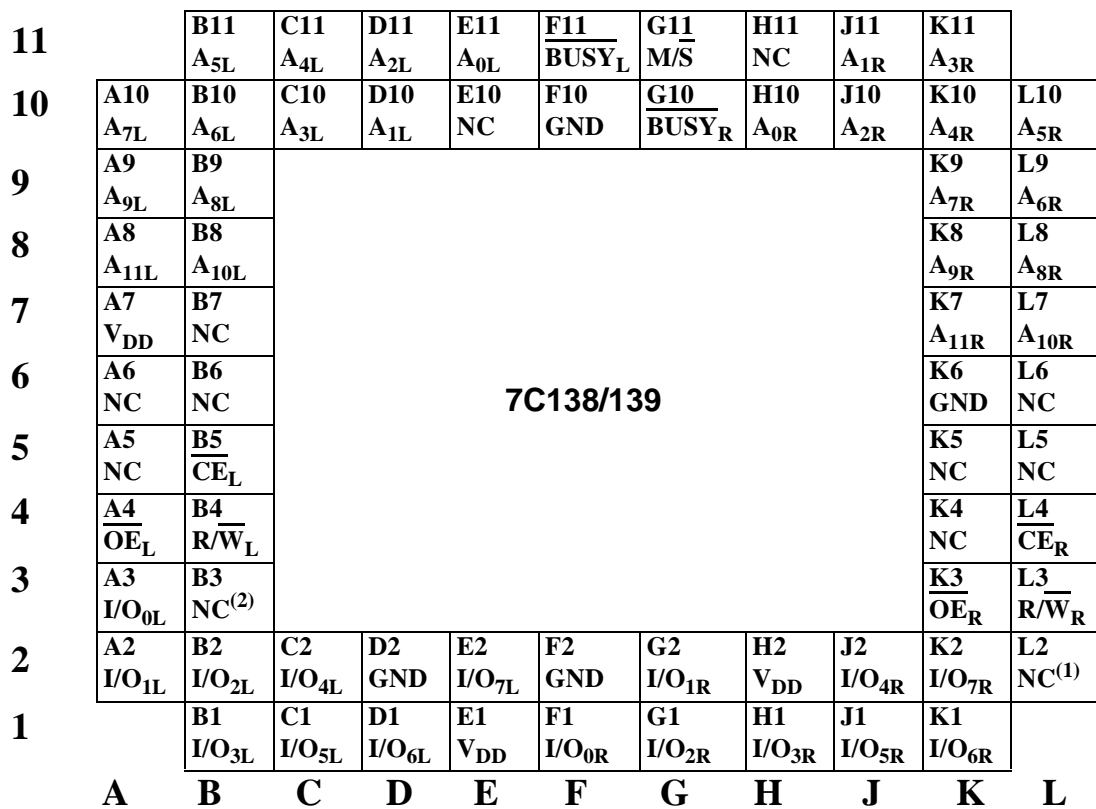 11 B11 C11 D11 E11 F11 G11 H11 J11 K11
A5L A4L A2L A0L BUSYL M/S NC A1R A3R
10 A10 B10 C10 D10 E10 F10 G10 H10 J10 K10 L10
A7L A6L A3L A1L NC GND BUSYR A0R A2R A4R A5R
9 A9 B9 K9 L9
A9L A8L A7R A6R
8 A8 B8 K8 L8
A11L A10L A9R A8R
7 A7 B7 K7 L7
VDD NC A11R A10R
6 A6 B6 K6 L6
NC NC 7C138/139 GND NC
5 A5 B5 K5 L5
NC CEL NC NC
4 A4 B4 K4 L4
OEL R/WL NC CER
3 A3 B3 K3 L3
I/O0L NC(2) OER R/WR
2 A2 B2 C2 D2 E2 F2 G2 H2 J2 K2 L2
I/O1L I/O2L I/O4L GND I/O7L GND I/O1R VDD I/O4R I/O7R NC(1)
1 B1 C1 D1 E1 F1 G1 H1 J1 K1
I/O3L I/O5L I/O6L VDD I/O0R I/O2R I/O3R I/O5R I/O6R
A B C D E F G H J K L